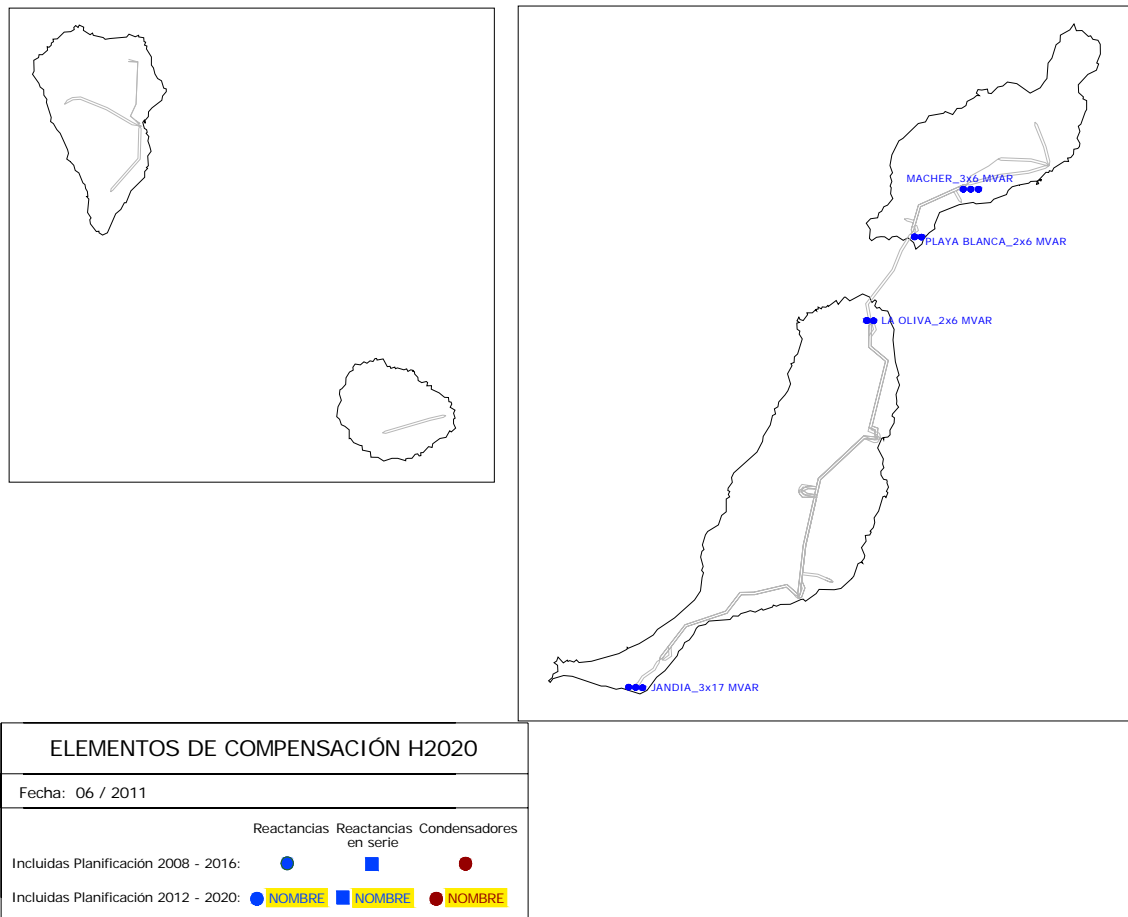 MACHER_3x6 MVAR
PLAYA BLANCA_2x6 MVAR
LA OLIVA_2x6 MVAR
JANDIA_3x17 MVAR
ELEMENTOS DE COMPENSACIÓN H2020
Fecha: 06 / 2011
Reactancias Reactancias en serie Condensadores
Incluidas Planificación 2008 - 2016:
Incluidas Planificación 2012 - 2020: NOMBRE NOMBRE NOMBRE